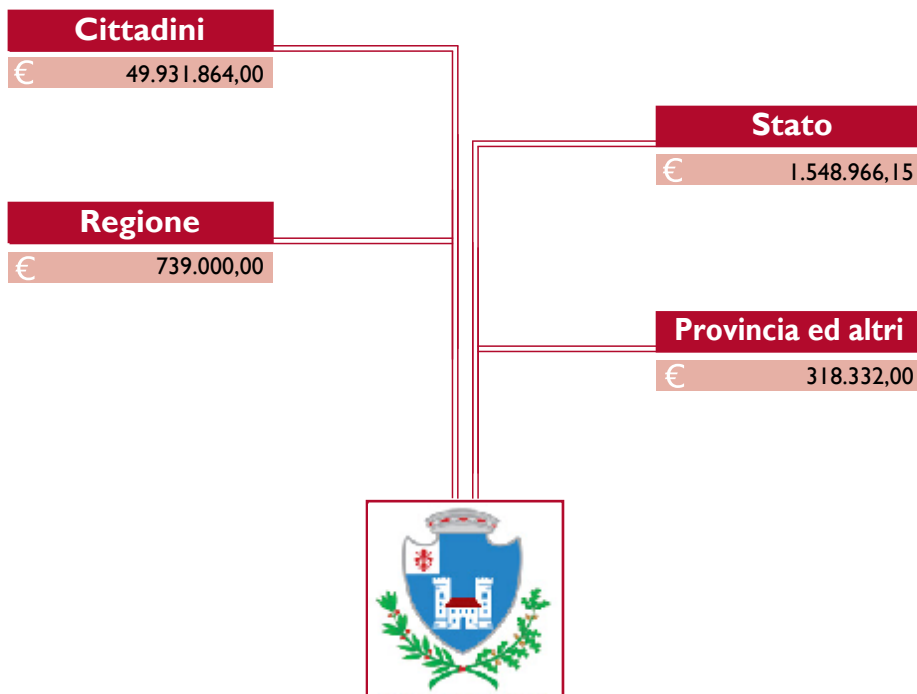 Cittadini
€ 49.931.864,00
Stato
€ 1.548.966,15
Regione
€ 739.000,00
Provincia ed altri
€ 318.332,00